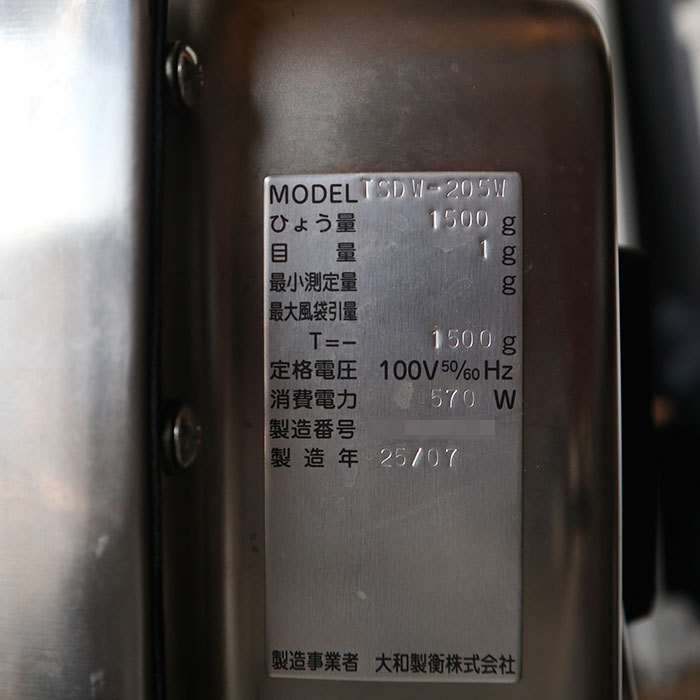 MODEL TSDW-205W
ひょう量 1500 g
目量 1 g
最小測定量 g
最大風袋引量
T=- 1500 g
定格電圧 100V 50/60 Hz
消費電力 570 W
製造番号
製造年 25/07
製造事業者 大和製衡株式会社